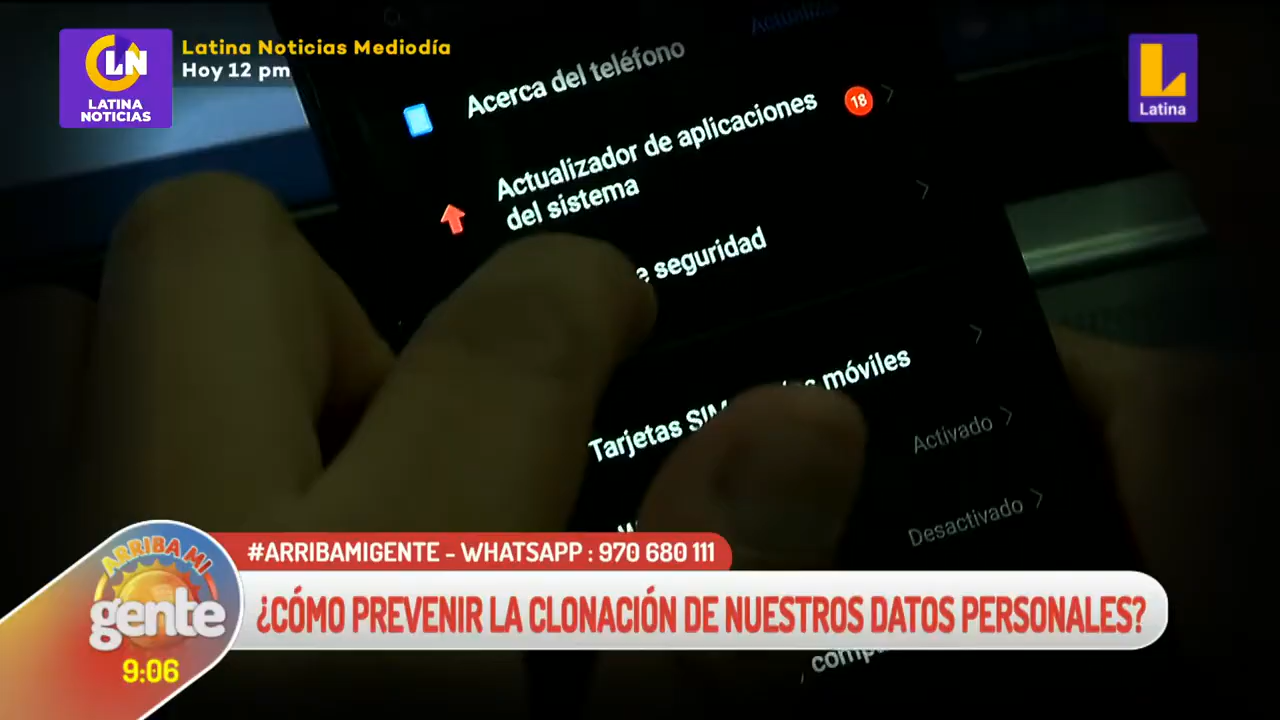 LN
LATINA
NOTICIAS
Latina Noticias Mediodía
Hoy 12 pm
Latina
Acerca del teléfono
Actualizador de aplicaciones
del sistema
18
seguridad
Tarjetas SIM
móviles
Activado
Desactivado
#ARRIBAMIGENTE - WHATSAPP : 970 680 111
ARRIBA MI
gente
9:06
¿CÓMO PREVENIR LA CLONACIÓN DE NUESTROS DATOS PERSONALES?